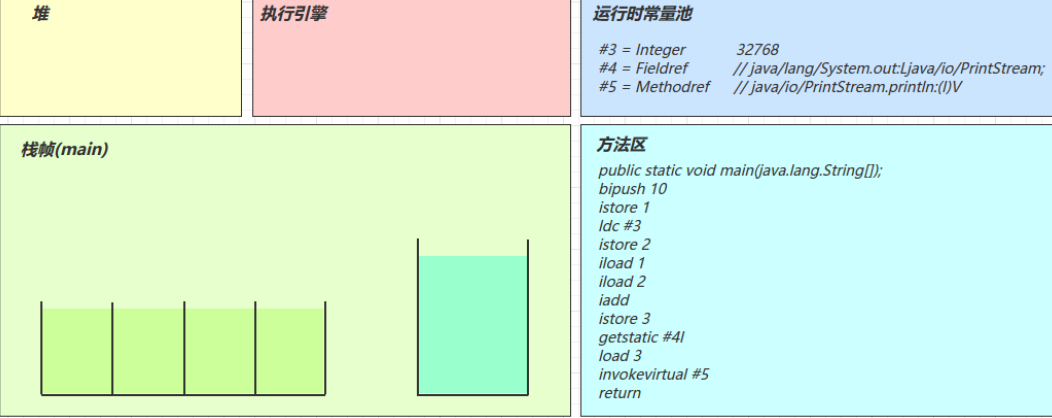 堆
执行引擎
运行时常量池
#3 = Integer 32768
#4 = Fieldref // java/lang/System.out:Ljava/io/PrintStream;
#5 = Methodref // java/io/PrintStream.println:(I)V
栈帧(main)
方法区
public static void main(java.lang.String[]);
bipush 10
istore 1
ldc #3
istore 2
iload 1
iload 2
iadd
istore 3
getstatic #4I
load 3
invokevirtual #5
return